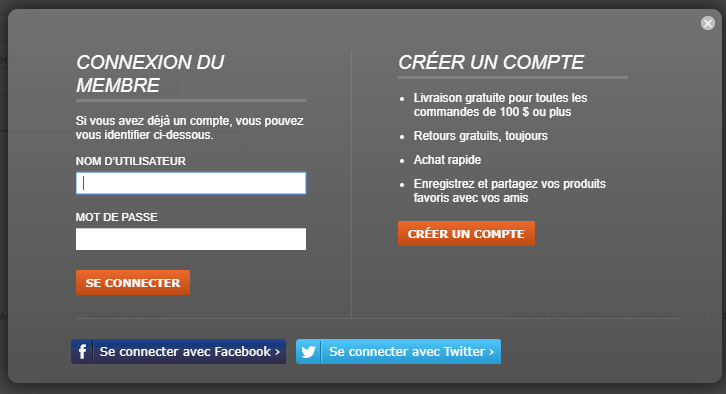 CONNEXION DU
MEMBRE
Si vous avez déjà un compte, vous pouvez
vous identifier ci-dessous.
NOM D'UTILISATEUR
MOT DE PASSE
SE CONNECTER
CRÉER UN COMPTE
Livraison gratuite pour toutes les
commandes de 100 $ ou plus
Retours gratuits, toujours
Achat rapide
Enregistrez et partagez vos produits
favoris avec vos amis
CRÉER UN COMPTE
Se connecter avec Facebook ›
Se connecter avec Twitter ›